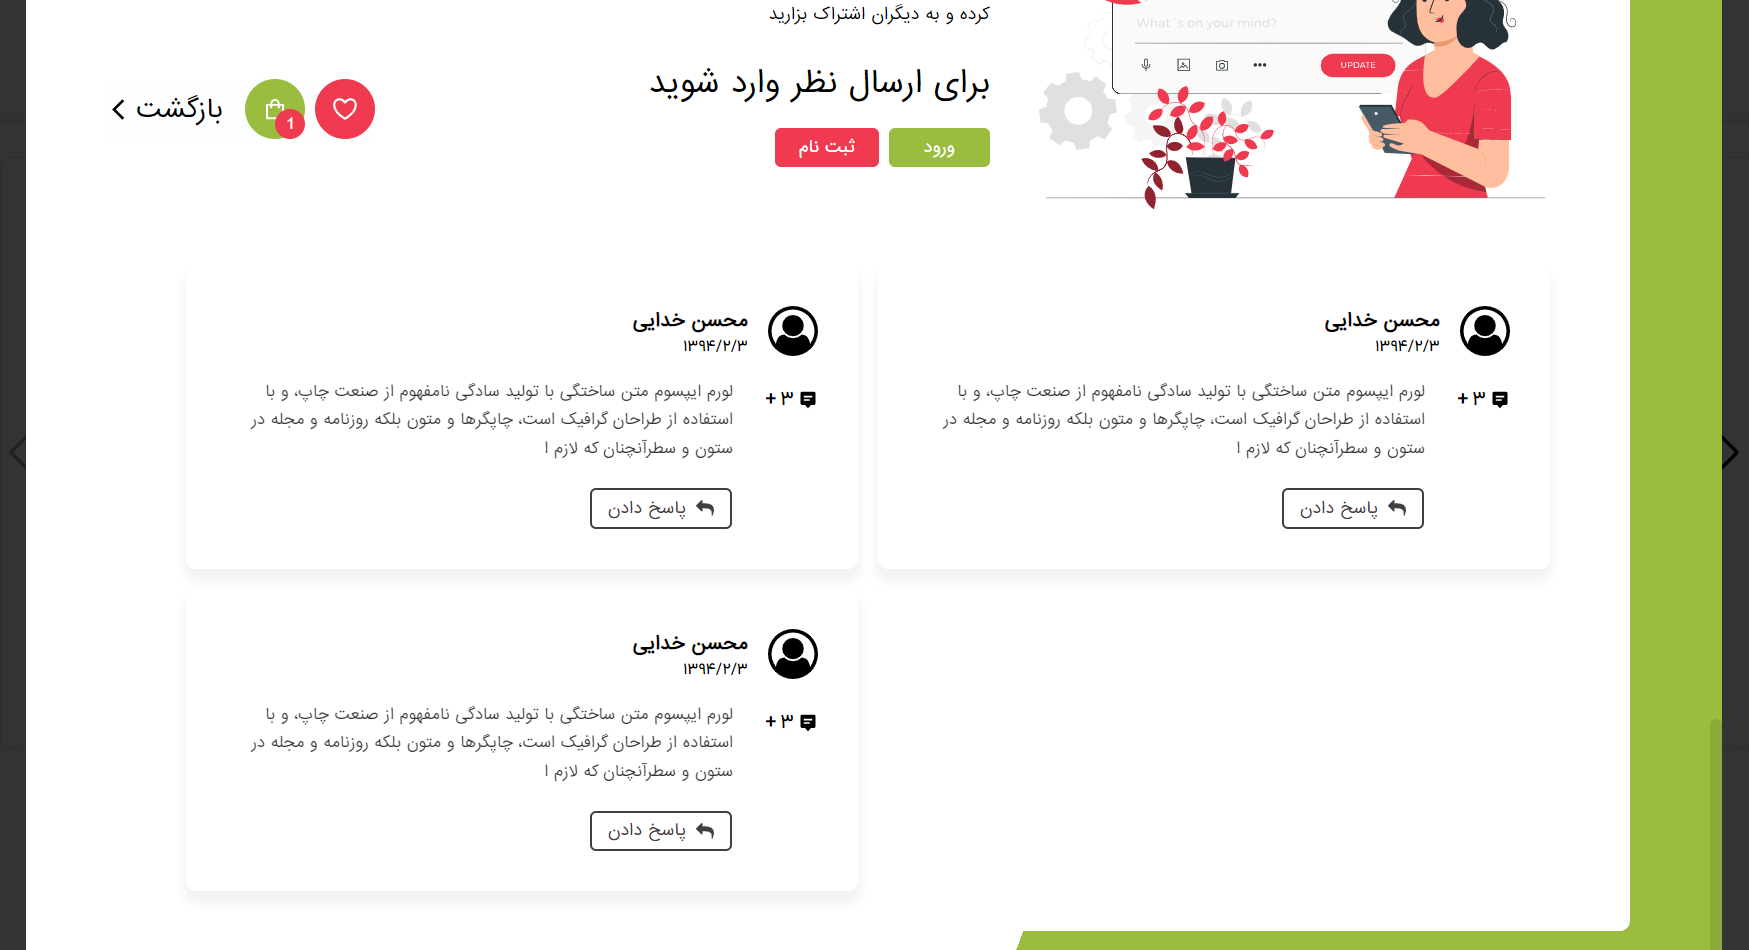 کرده و به دیگران اشتراک بزارید
What´s on your mind?
UPDATE
برای ارسال نظر وارد شوید
ورود
ثبت نام
1
بازگشت
محسن خدایی
۱۳۹۴/۲/۳
۳ +
لورم ایپسوم متن ساختگی با تولید سادگی نامفهوم از صنعت چاپ، و با
استفاده از طراحان گرافیک است، چاپگرها و متون بلکه روزنامه و مجله در
ستون و سطرآنچنان که لازم ا
پاسخ دادن
محسن خدایی
۱۳۹۴/۲/۳
۳ +
لورم ایپسوم متن ساختگی با تولید سادگی نامفهوم از صنعت چاپ، و با
استفاده از طراحان گرافیک است، چاپگرها و متون بلکه روزنامه و مجله در
ستون و سطرآنچنان که لازم ا
پاسخ دادن
محسن خدایی
۱۳۹۴/۲/۳
۳ +
لورم ایپسوم متن ساختگی با تولید سادگی نامفهوم از صنعت چاپ، و با
استفاده از طراحان گرافیک است، چاپگرها و متون بلکه روزنامه و مجله در
ستون و سطرآنچنان که لازم ا
پاسخ دادن